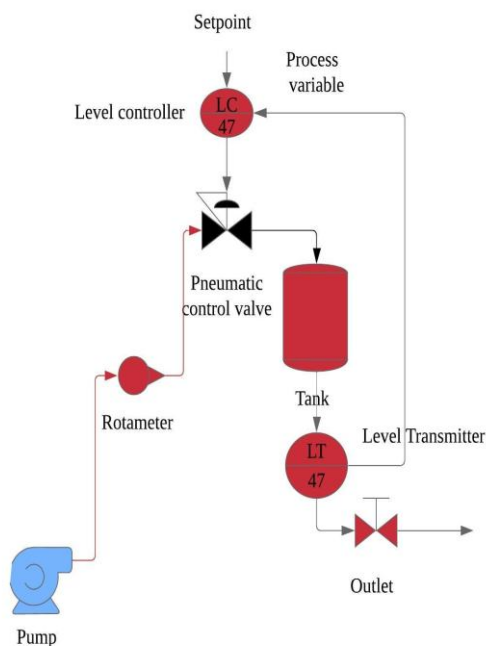 Setpoint
Process
variable
Level controller
LC
47
Pneumatic
control valve
Tank
Rotameter
Level Transmitter
LT
47
Outlet
Pump